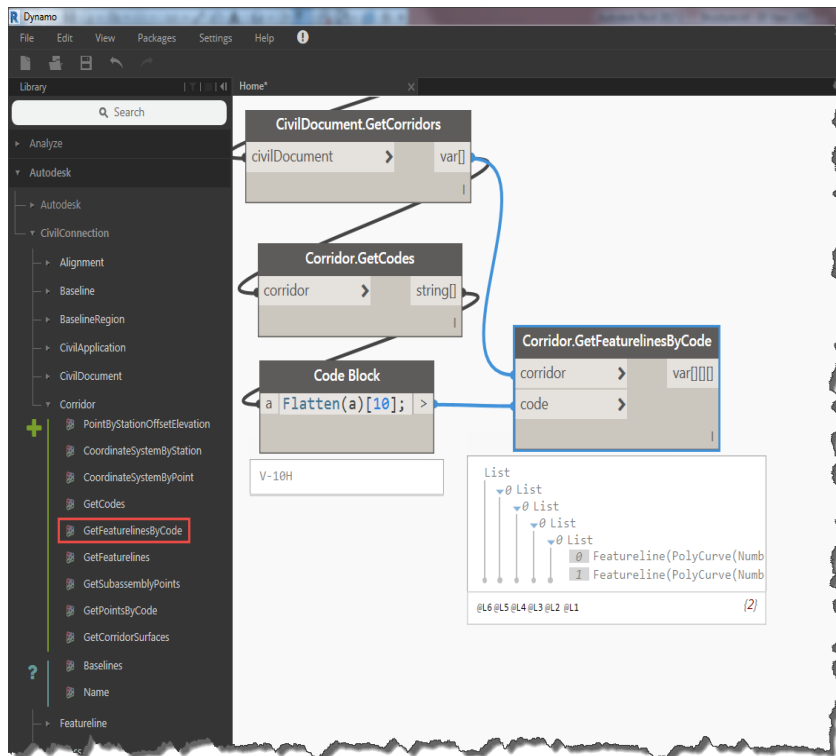 R Dynamo
File Edit View Packages Settings Help !
Library
Home* ×
Search
Analyze
Autodesk
Autodesk
CivilConnection
Alignment
Baseline
BaselineRegion
CivilApplication
CivilDocument
Corridor
PointByStationOffsetElevation
CoordinateSystemByStation
CoordinateSystemByPoint
GetCodes
GetFeaturelinesByCode
GetFeaturelines
GetSubassemblyPoints
GetPointsByCode
GetCorridorSurfaces
? Baselines
Name
Featureline
CivilDocument.GetCorridors
civilDocument > var[]
l
Corridor.GetCodes
corridor > string[]
l
Code Block
a Flatten(a)[10]; >
V-10H
Corridor.GetFeaturelinesByCode
corridor > var[][][]
code >
l
List
0 List
0 List
0 List
0 List
0 Featureline(PolyCurve(Numb
1 Featureline(PolyCurve(Numb
@L6 @L5 @L4 @L3 @L2 @L1 {2}